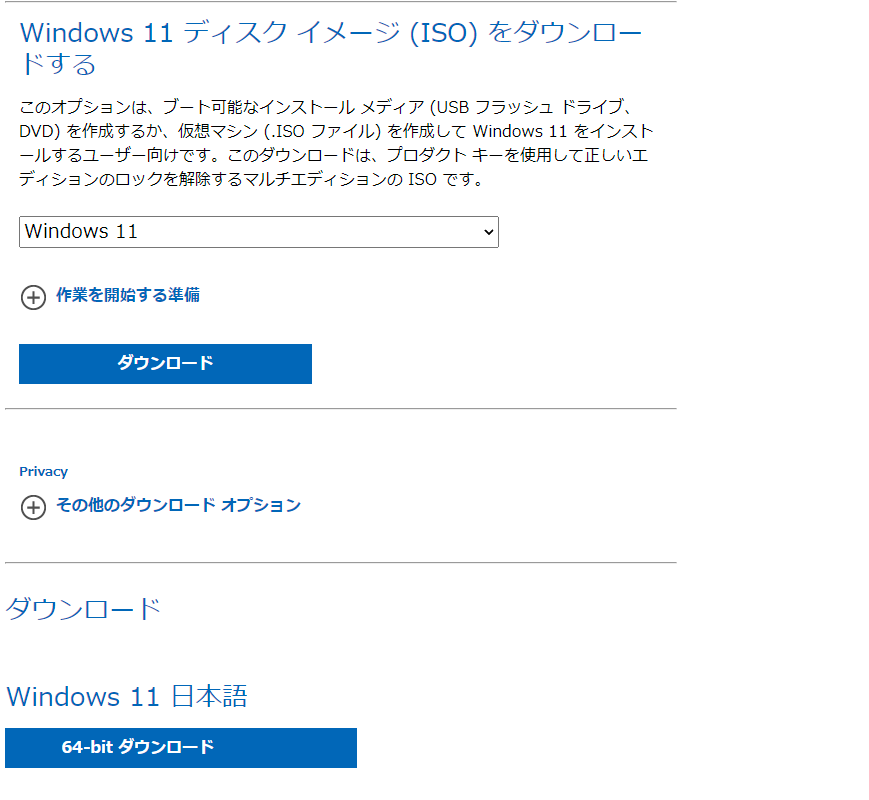 Windows 11 ディスク イメージ (ISO) をダウンロー
ドする
このオプションは、ブート可能なインストール メディア (USB フラッシュ ドライブ、
DVD) を作成するか、仮想マシン (.ISO ファイル) を作成して Windows 11 をインスト
ールするユーザー向けです。このダウンロードは、プロダクト キーを使用して正しいエ
ディションのロックを解除するマルチエディションの ISO です。
Windows 11
作業を開始する準備
ダウンロード
Privacy
その他のダウンロード オプション
ダウンロード
Windows 11 日本語
64-bit ダウンロード